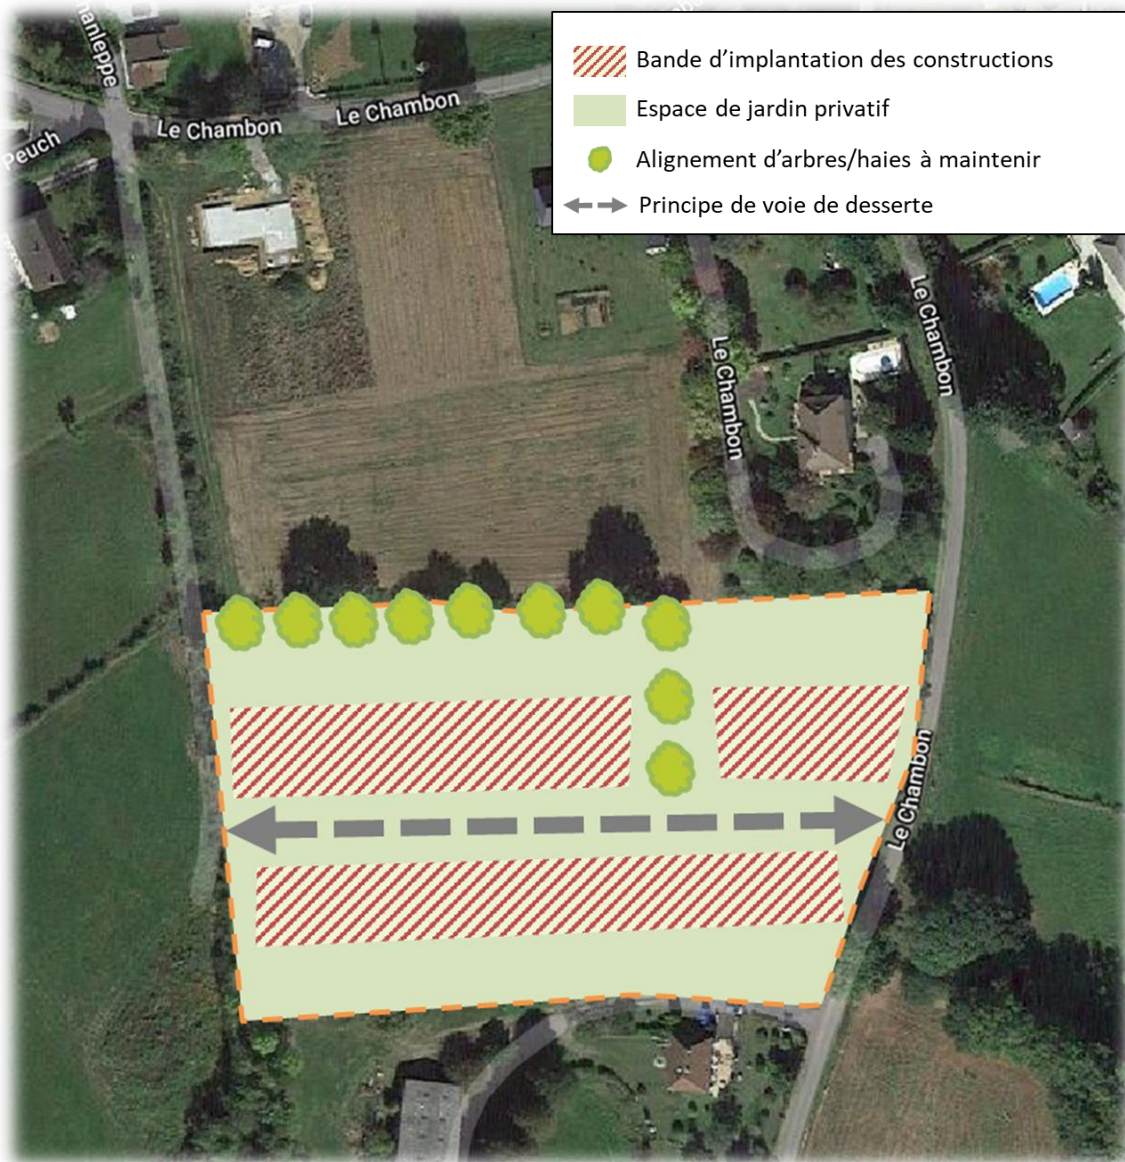 hanleppe
Le Chambon
Le Chambon
Peuch
Bande d’implantation des constructions
Espace de jardin privatif
Alignement d’arbres/haies à maintenir
Principe de voie de desserte
Le Chambon
Le Chambon
Le Chambon